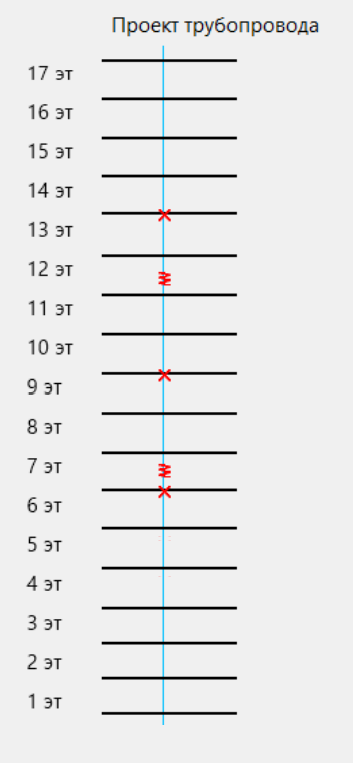 Проект трубопровода
17 эт
16 эт
15 эт
14 эт
13 эт
12 эт
11 эт
10 эт
9 эт
8 эт
7 эт
6 эт
5 эт
4 эт
3 эт
2 эт
1 эт